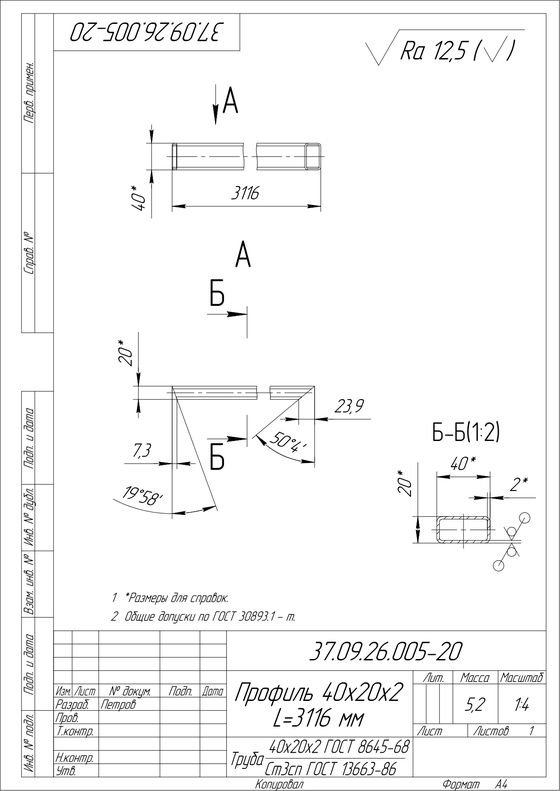 37.09.26.005-20
Ra 12,5 (√)
А
40*
3116
А
Б
20*
23,9
7,3
Б
50°4'
19°58'
Б-Б(1:2)
40*
20*
2*
1 *Размеры для справок.
2 Общие допуски по ГОСТ 30893.1 - m.
Перв. примен.
Справ. №
Подп. и дата
Инв. № дубл.
Взам. инв. №
Подп. и дата
Инв. № подл.
37.09.26.005-20
Изм. Лист № докум. Подп. Дата
Разраб. Петров
Пров.
Т.контр.
Н.контр.
Утв.
Профиль 40х20х2
L=3116 мм
Лит. Масса Масштаб
5,2 1:4
Лист Листов 1
Труба 40х20х2 ГОСТ 8645-68
Ст3сп ГОСТ 13663-86
Копировал Формат А4